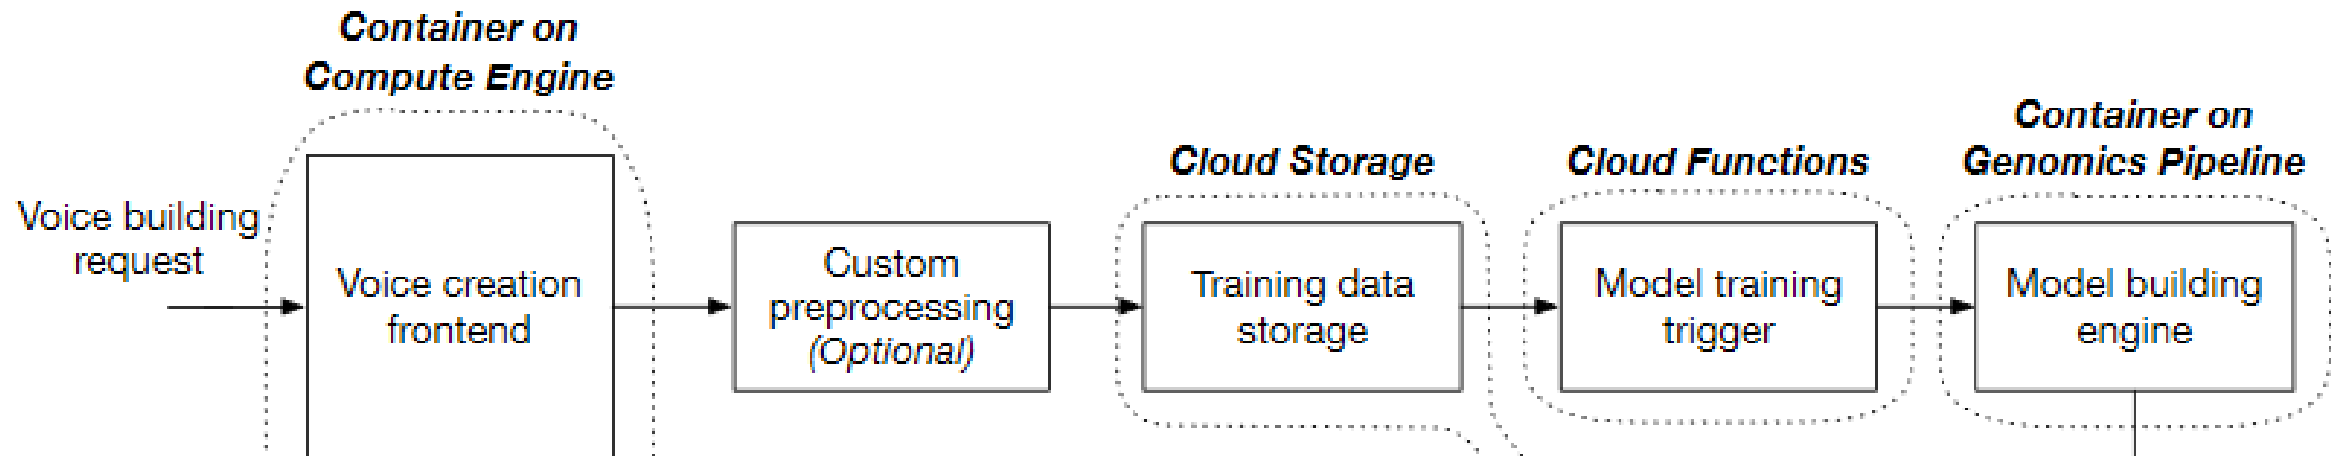 Container on
Compute Engine
Container on
Genomics Pipeline
Cloud Storage
Cloud Functions
Voice building
request
Voice creation
frontend
Custom
preprocessing
(Optional)
Training data
storage
Model training
trigger
Model building
engine